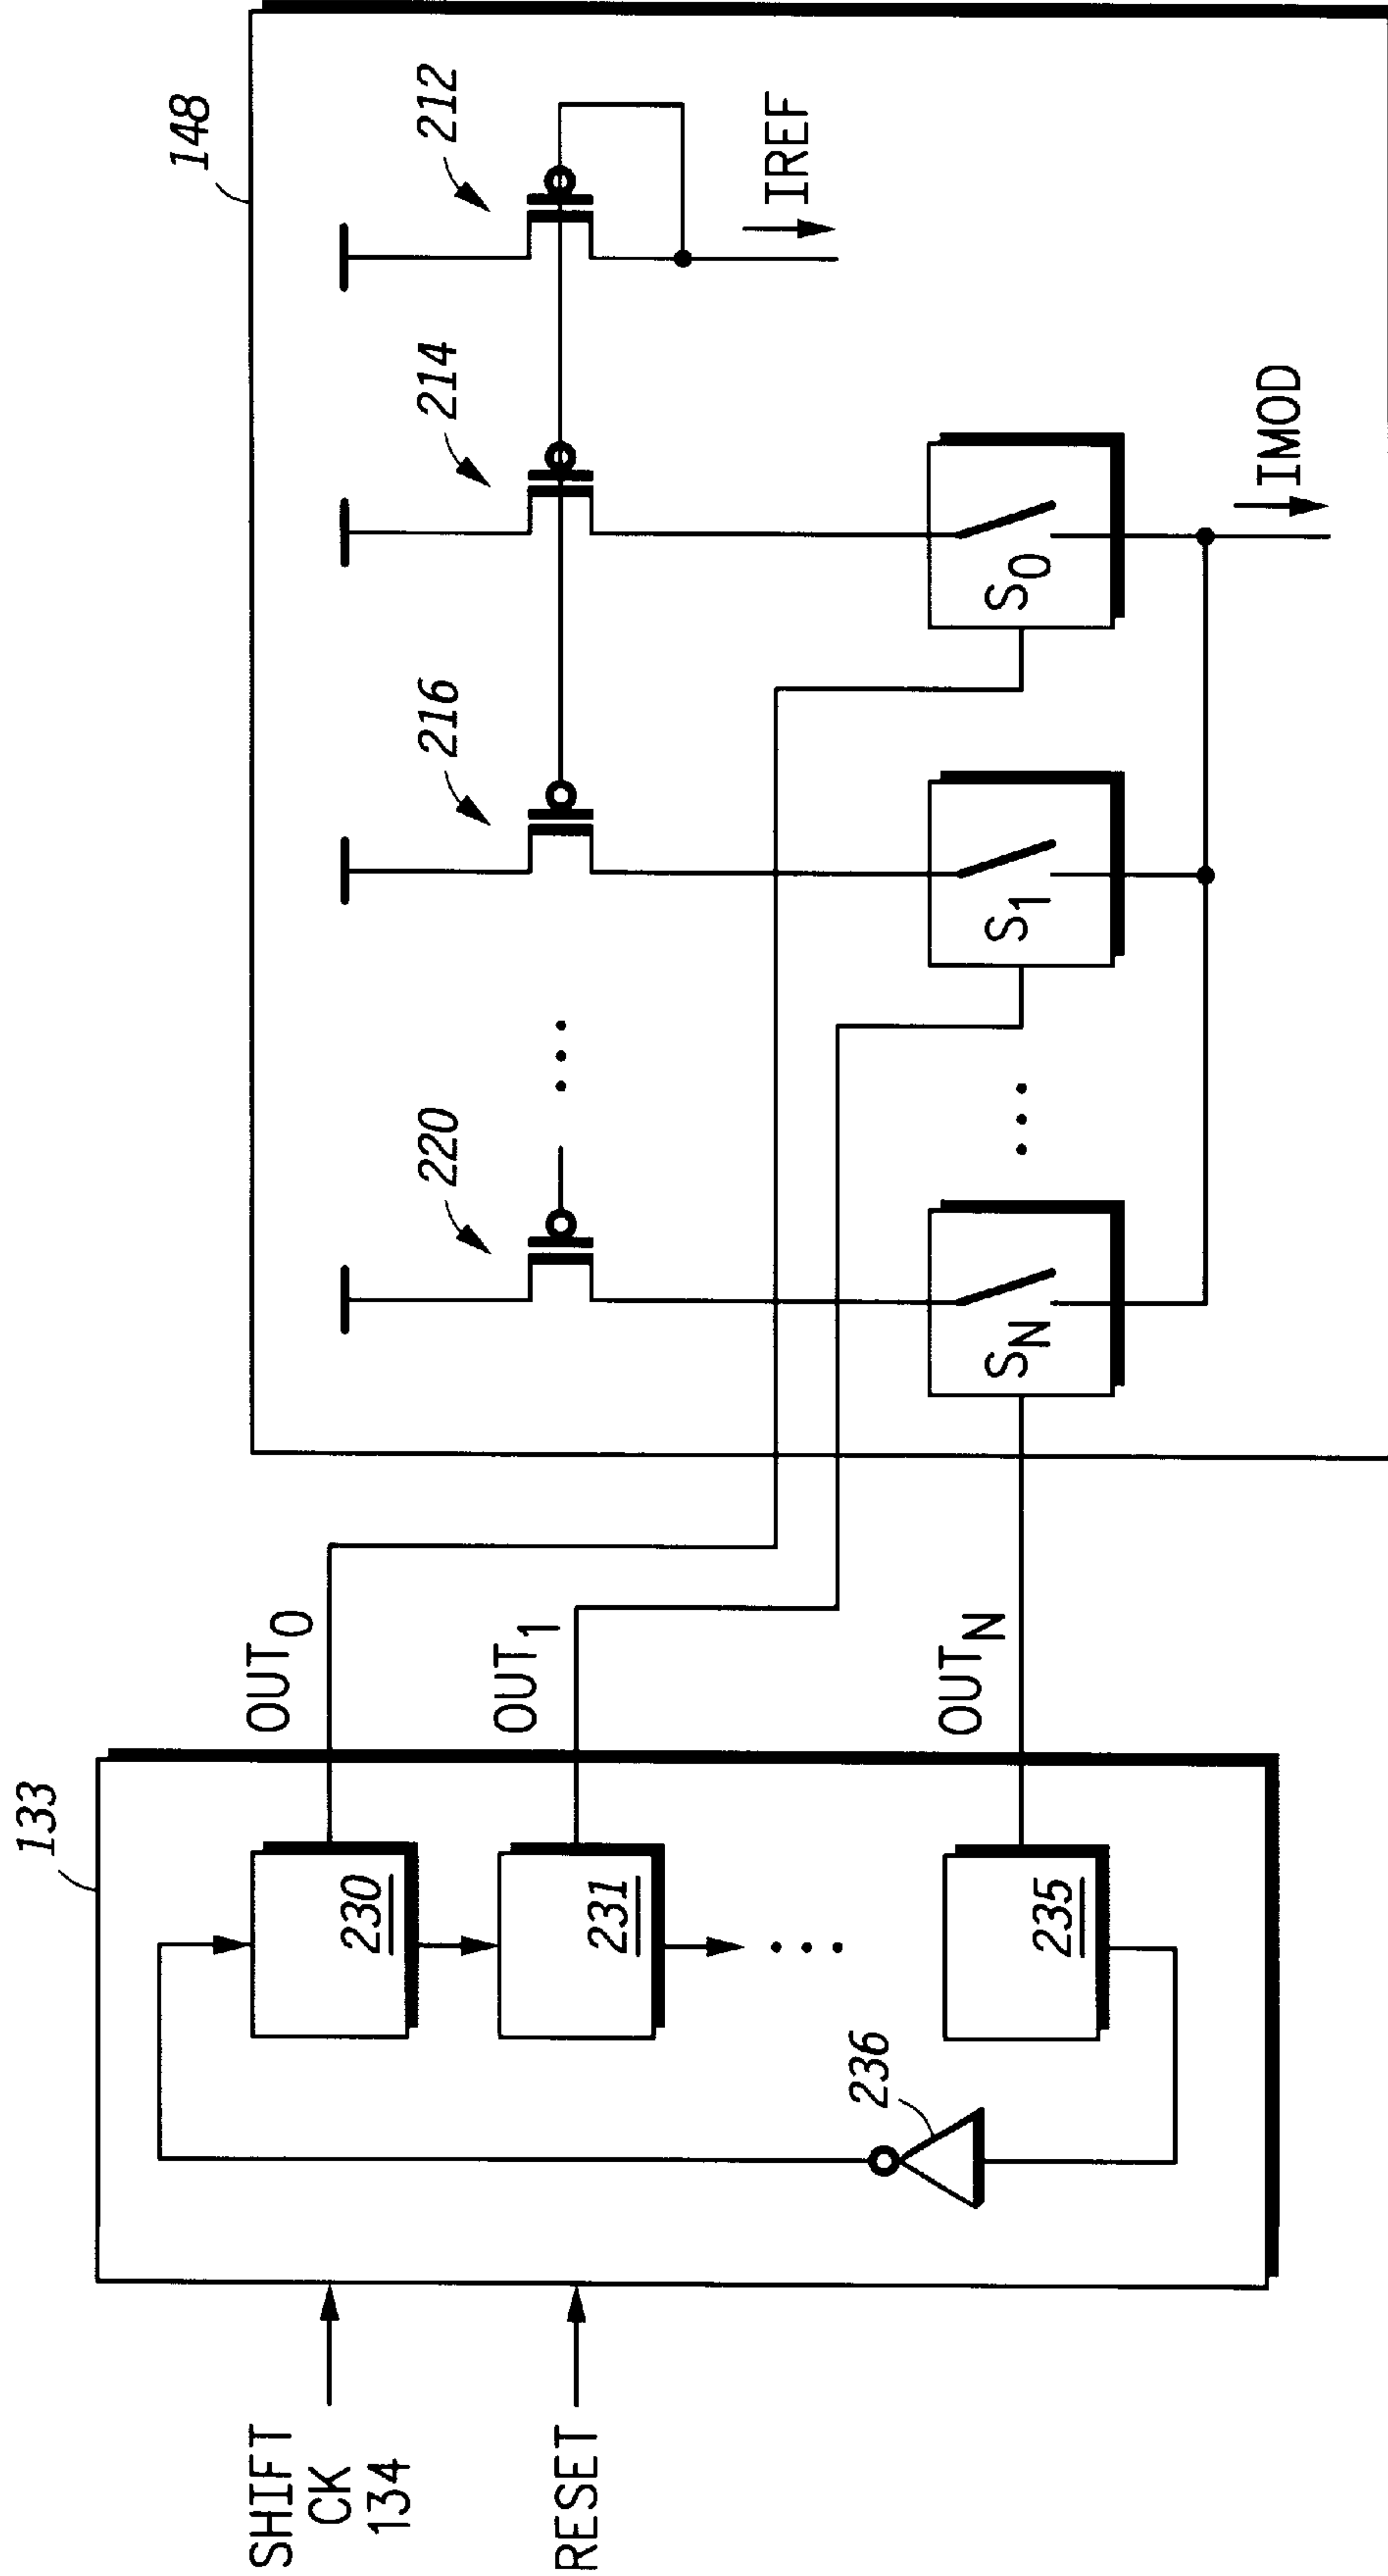 148
212
214
216
220
IREF
IMOD
S0
S1
SN
133
OUT0
OUT1
OUTN
230
231
235
236
SHIFT
CK
134
RESET